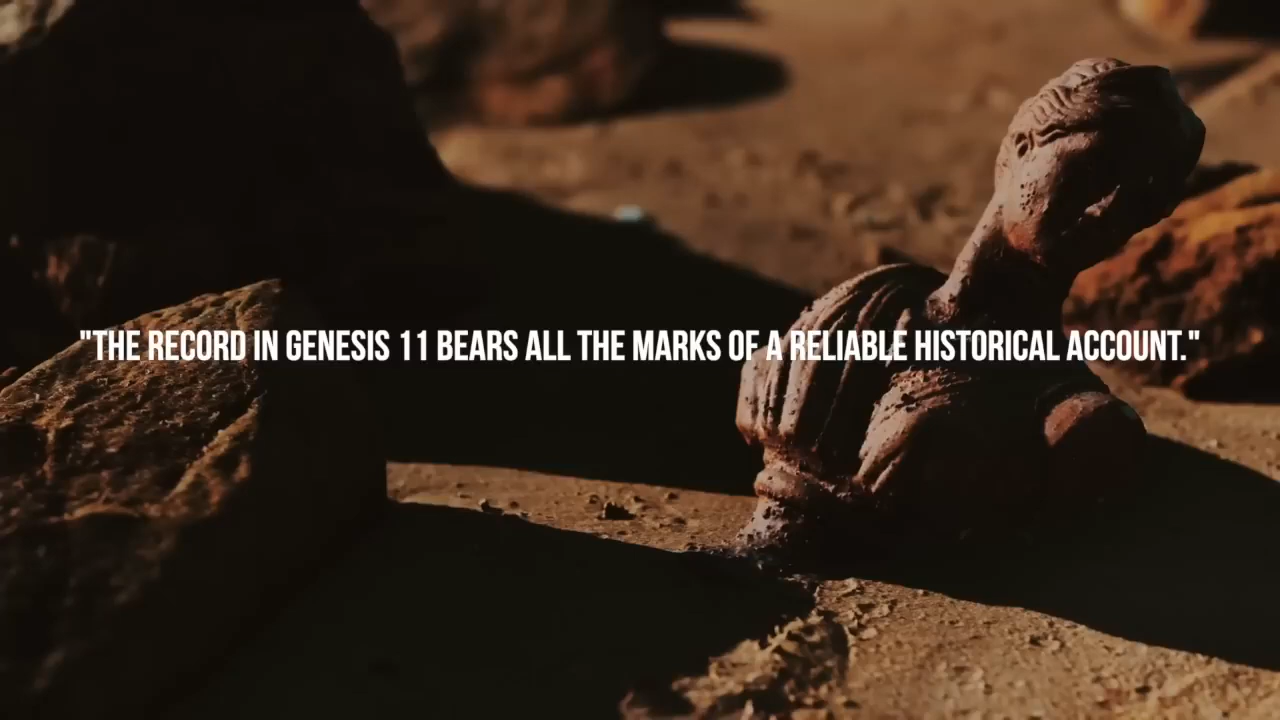 "THE RECORD IN GENESIS 11 BEARS ALL THE MARKS OF A RELIABLE HISTORICAL ACCOUNT."